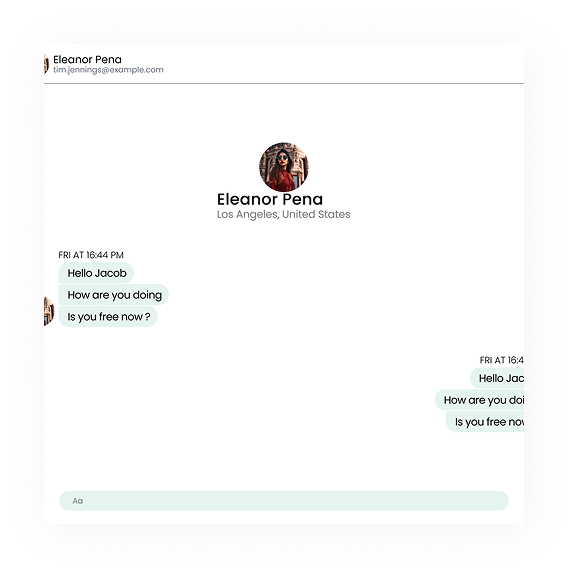 Eleanor Pena
tim.jennings@example.com
Eleanor Pena
Los Angeles, United States
FRI AT 16:44 PM
Hello Jacob
How are you doing
Is you free now ?
FRI AT 16:4
Hello Jac
How are you doi
Is you free now
Aa